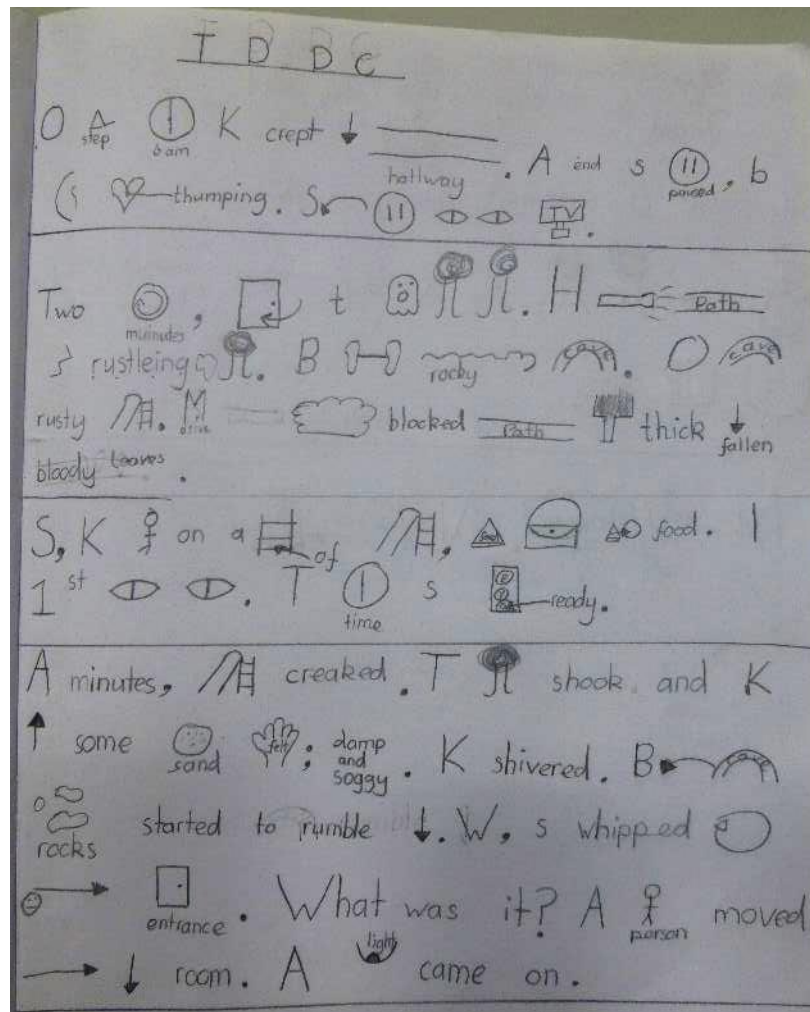 T D D C
O step 6am K crept hallway. A end s paused, b
(s thumping. S TV.
Two muinutes, t H Path
rustleing. B rocky cave. O cave
rusty M blocked Path thick fallen
bloody leaves.
S, K on a of, food. I
1st. T time s ready.
A minutes, creaked. T shook and K
some sand felt; damp and soggy. K shivered. B cave
rocks started to rumble. W, s whipped
entrance. What was it? A person moved
room. A light came on.